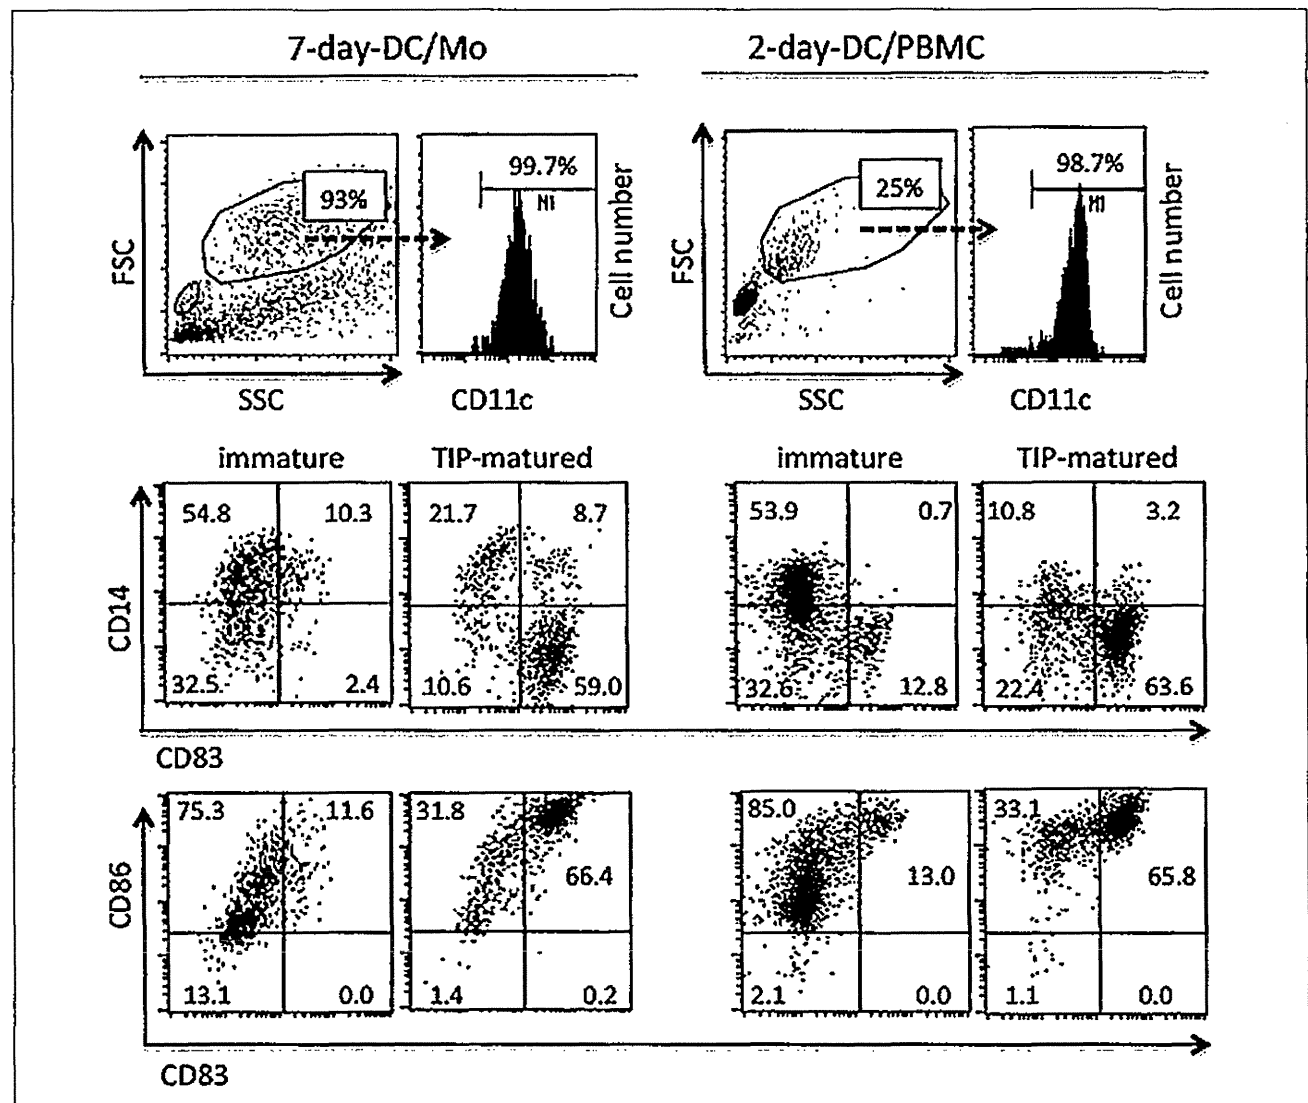 7-day-DC/Mo 2-day-DC/PBMC
93% 99.7% 25% 98.7%
M1 M1
FSC Cell number FSC Cell number
SSC CD11c SSC CD11c
immature TIP-matured immature TIP-matured
54.8 10.3 21.7 8.7 53.9 0.7 10.8 3.2
CD14
32.5 2.4 10.6 59.0 32.6 12.8 22.4 63.6
CD83
75.3 11.6 31.8 85.0 33.1
CD86 66.4 13.0 65.8
13.1 0.0 1.4 0.2 2.1 0.0 1.1 0.0
CD83